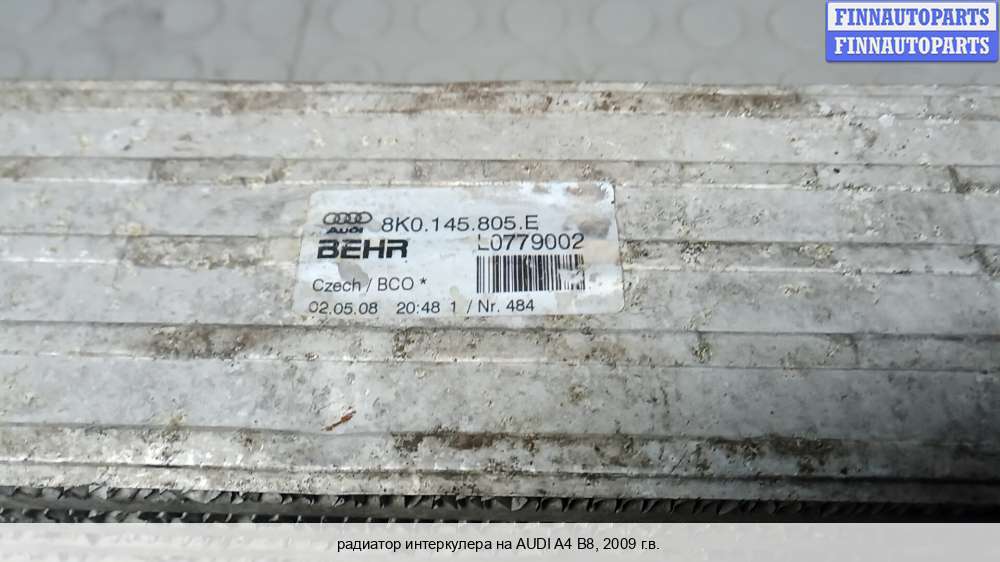 FINNAUTOPARTS
FINNAUTOPARTS
8K0.145.805.E
AUDI
BEHR L0779002
Czech / BCO *
02.05.08 20:48 1 / Nr. 484
радиатор интеркулера на AUDI A4 B8, 2009 г.в.